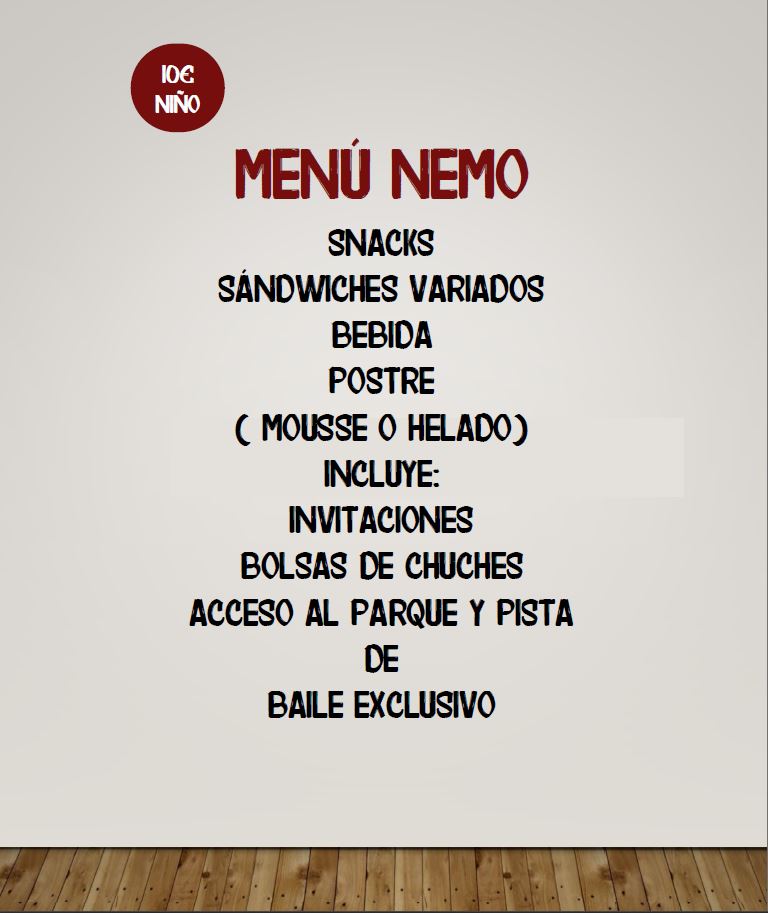 10€
NIÑO
MENÚ NEMO
SNACKS
SÁNDWICHES VARIADOS
BEBIDA
POSTRE
( MOUSSE O HELADO)
INCLUYE:
INVITACIONES
BOLSAS DE CHUCHES
ACCESO AL PARQUE Y PISTA
DE
BAILE EXCLUSIVO